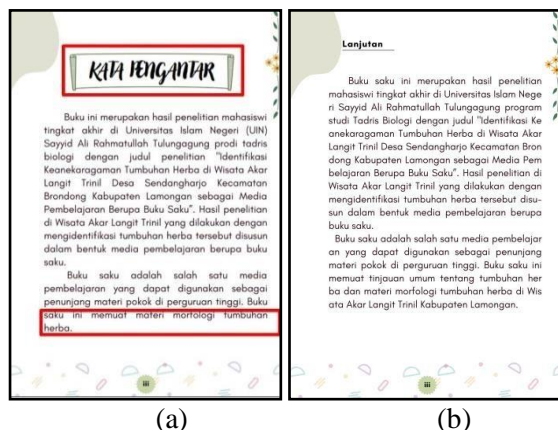 KATA PENGANTAR
Buku ini merupakan hasil penelitian mahasiswi
tingkat akhir di Universitas Islam Negeri (UIN)
Sayyid Ali Rahmatullah Tulungagung prodi tadris
biologi dengan judul penelitian "Identifikasi
Keanekaragaman Tumbuhan Herba di Wisata Akar
Langit Trinil Desa Sendangharjo Kecamatan
Brondong Kabupaten Lamongan sebagai Media
Pembelajaran Berupa Buku Saku". Hasil penelitian
di Wisata Akar Langit Trinil yang dilakukan dengan
mengidentifikasi tumbuhan herba tersebut disusun
dalam bentuk media pembelajaran berupa buku
saku.
Buku saku adalah salah satu media
pembelajaran yang dapat digunakan sebagai
penunjang materi pokok di perguruan tinggi. Buku
saku ini memuat materi morfologi tumbuhan
herba.
iii
(a)
Lanjutan
Buku saku ini merupakan hasil penelitian
mahasiswi tingkat akhir di Universitas Islam Nege
ri Sayyid Ali Rahmatullah Tulungagung program
studi Tadris Biologi dengan judul "Identifikasi Ke
anekaragaman Tumbuhan Herba di Wisata Akar
Langit Trinil Desa Sendangharjo Kecamatan Bron
dong Kabupaten Lamongan sebagai Media Pem
belajaran Berupa Buku Saku". Hasil penelitian di
Wisata Akar Langit Trinil yang dilakukan dengan
mengidentifikasi tumbuhan herba tersebut disu-
sun dalam bentuk media pembelajaran berupa
buku saku.
Buku saku adalah salah satu media pembelajar
an yang dapat digunakan sebagai penunjang
materi pokok di perguruan tinggi. Buku saku ini
memuat tinjauan umum tentang tumbuhan her
ba dan materi morfologi tumbuhan herba di Wis
ata Akar Langit Trinil Kabupaten Lamongan.
iii
(b)